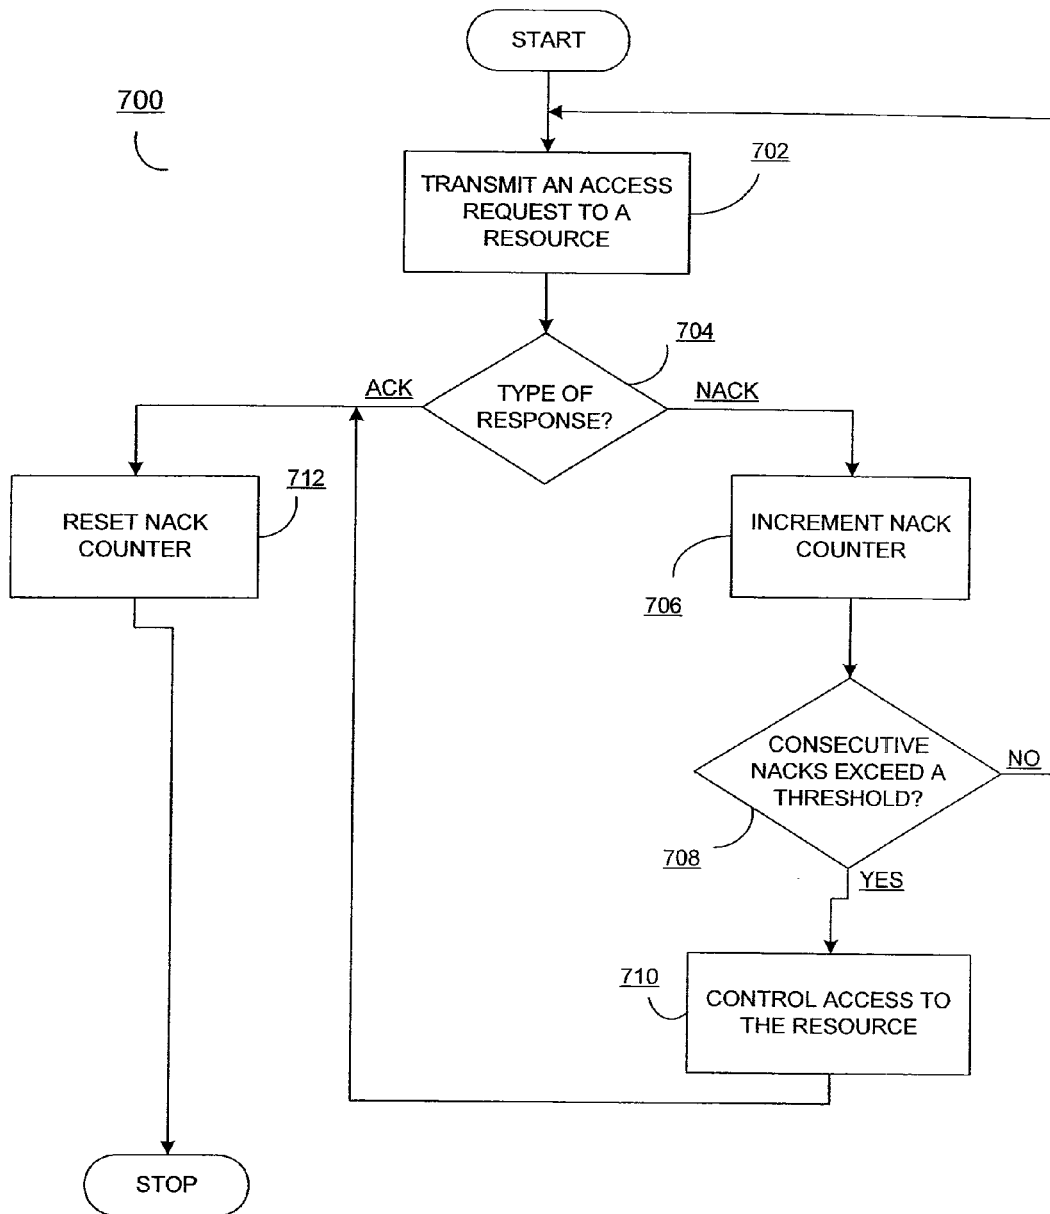 START
700
702
TRANSMIT AN ACCESS
REQUEST TO A
RESOURCE
704
ACK
TYPE OF
RESPONSE?
NACK
712
RESET NACK
COUNTER
INCREMENT NACK
COUNTER
706
CONSECUTIVE
NACKS EXCEED A
THRESHOLD?
NO
708
YES
710
CONTROL ACCESS TO
THE RESOURCE
STOP